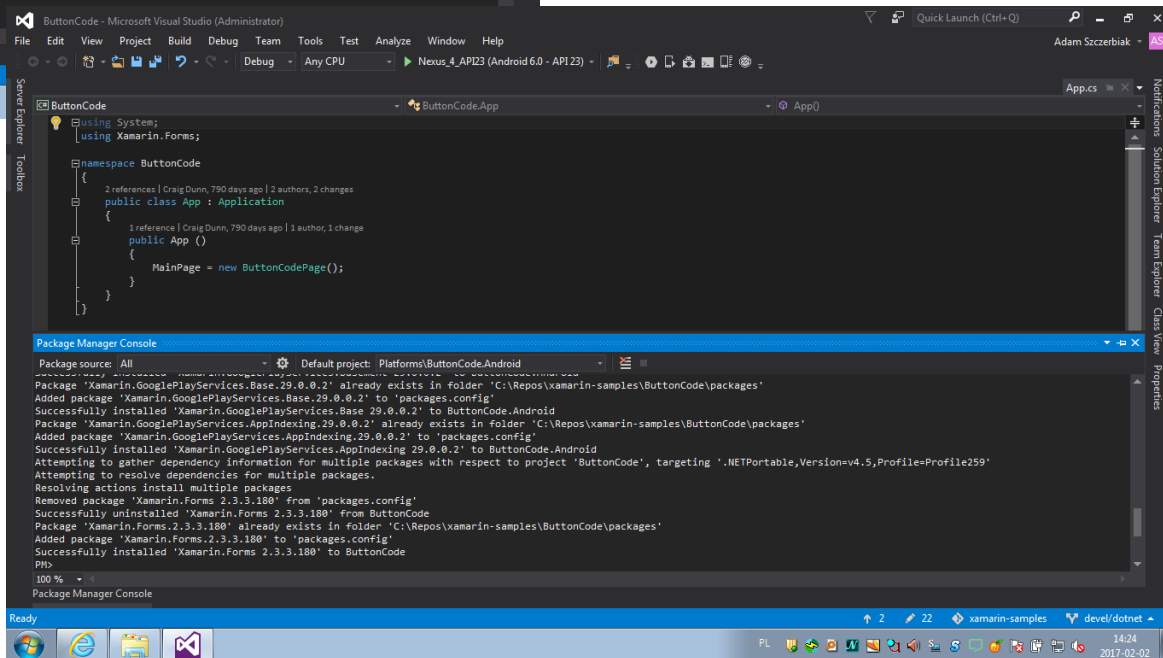 ButtonCode - Microsoft Visual Studio (Administrator)
Quick Launch (Ctrl+Q)
File Edit View Project Build Debug Team Tools Test Analyze Window Help
Adam Szczerbiak
AS
Debug Any CPU Nexus_4_API23 (Android 6.0 - API 23)
Server Explorer
Toolbox
App.cs
ButtonCode ButtonCode.App App()
using System;
using Xamarin.Forms;
namespace ButtonCode
{
2 references | Craig Dunn, 790 days ago | 2 authors, 2 changes
public class App : Application
{
1 reference | Craig Dunn, 790 days ago | 1 author, 1 change
public App ()
{
MainPage = new ButtonCodePage();
}
}
}
Notifications
Solution Explorer
Team Explorer
Class View
Properties
Package Manager Console
Package source: All Default project: Platforms\ButtonCode.Android
Package 'Xamarin.GooglePlayServices.Base.29.0.0.2' already exists in folder 'C:\Repos\xamarin-samples\ButtonCode\packages'
Added package 'Xamarin.GooglePlayServices.Base.29.0.0.2' to 'packages.config'
Successfully installed 'Xamarin.GooglePlayServices.Base 29.0.0.2' to ButtonCode.Android
Package 'Xamarin.GooglePlayServices.AppIndexing.29.0.0.2' already exists in folder 'C:\Repos\xamarin-samples\ButtonCode\packages'
Added package 'Xamarin.GooglePlayServices.AppIndexing.29.0.0.2' to 'packages.config'
Successfully installed 'Xamarin.GooglePlayServices.AppIndexing 29.0.0.2' to ButtonCode.Android
Attempting to gather dependency information for multiple packages with respect to project 'ButtonCode', targeting '.NETPortable,Version=v4.5,Profile=Profile259'
Attempting to resolve dependencies for multiple packages.
Resolving actions install multiple packages
Removed package 'Xamarin.Forms 2.3.3.180' from 'packages.config'
Successfully uninstalled 'Xamarin.Forms 2.3.3.180' from ButtonCode
Package 'Xamarin.Forms.2.3.3.180' already exists in folder 'C:\Repos\xamarin-samples\ButtonCode\packages'
Added package 'Xamarin.Forms.2.3.3.180' to 'packages.config'
Successfully installed 'Xamarin.Forms 2.3.3.180' to ButtonCode
PM>
100 %
Package Manager Console
Ready 2 22 xamarin-samples devel/dotnet
PL
14:24
2017-02-02